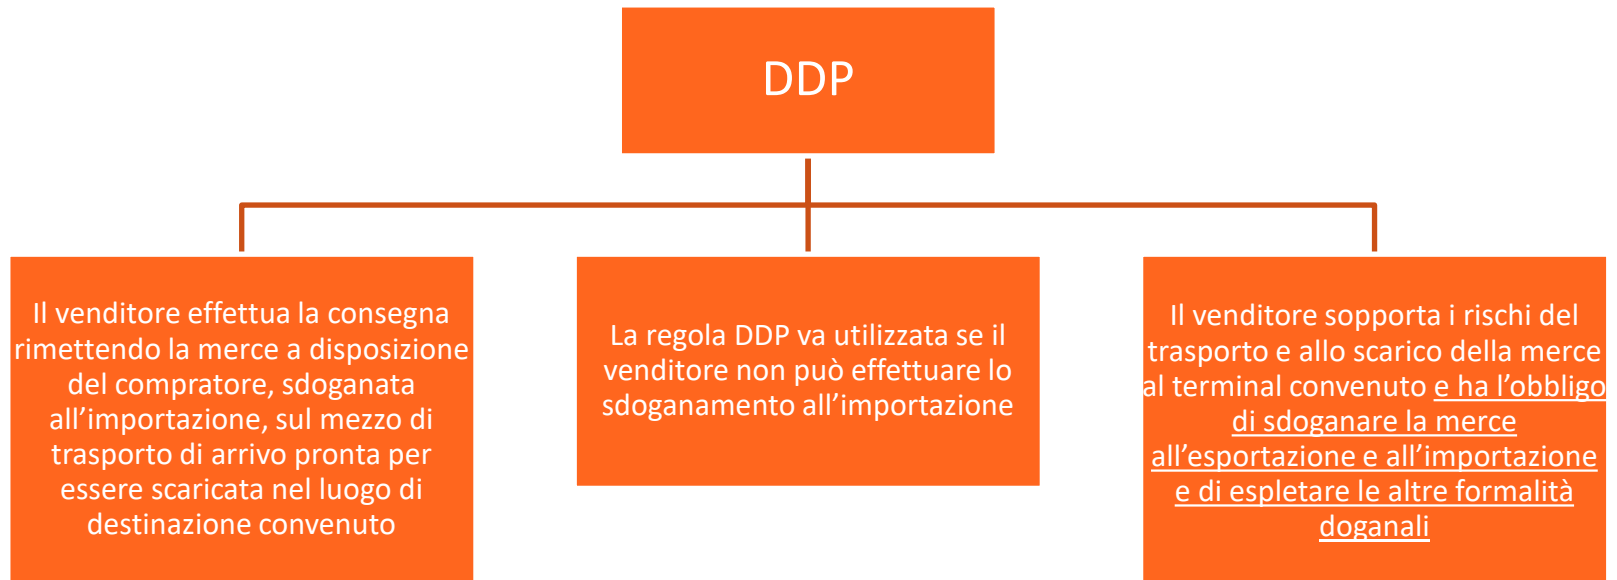 DDP
Il venditore effettua la consegna
rimettendo la merce a disposizione
del compratore, sdoganata
all’importazione, sul mezzo di
trasporto di arrivo pronta per
essere scaricata nel luogo di
destinazione convenuto
La regola DDP va utilizzata se il
venditore non può effettuare lo
sdoganamento all’importazione
Il venditore sopporta i rischi del
trasporto e allo scarico della merce
al terminal convenuto e ha l’obbligo
di sdoganare la merce
all’esportazione e all’importazione
e di espletare le altre formalità
doganali